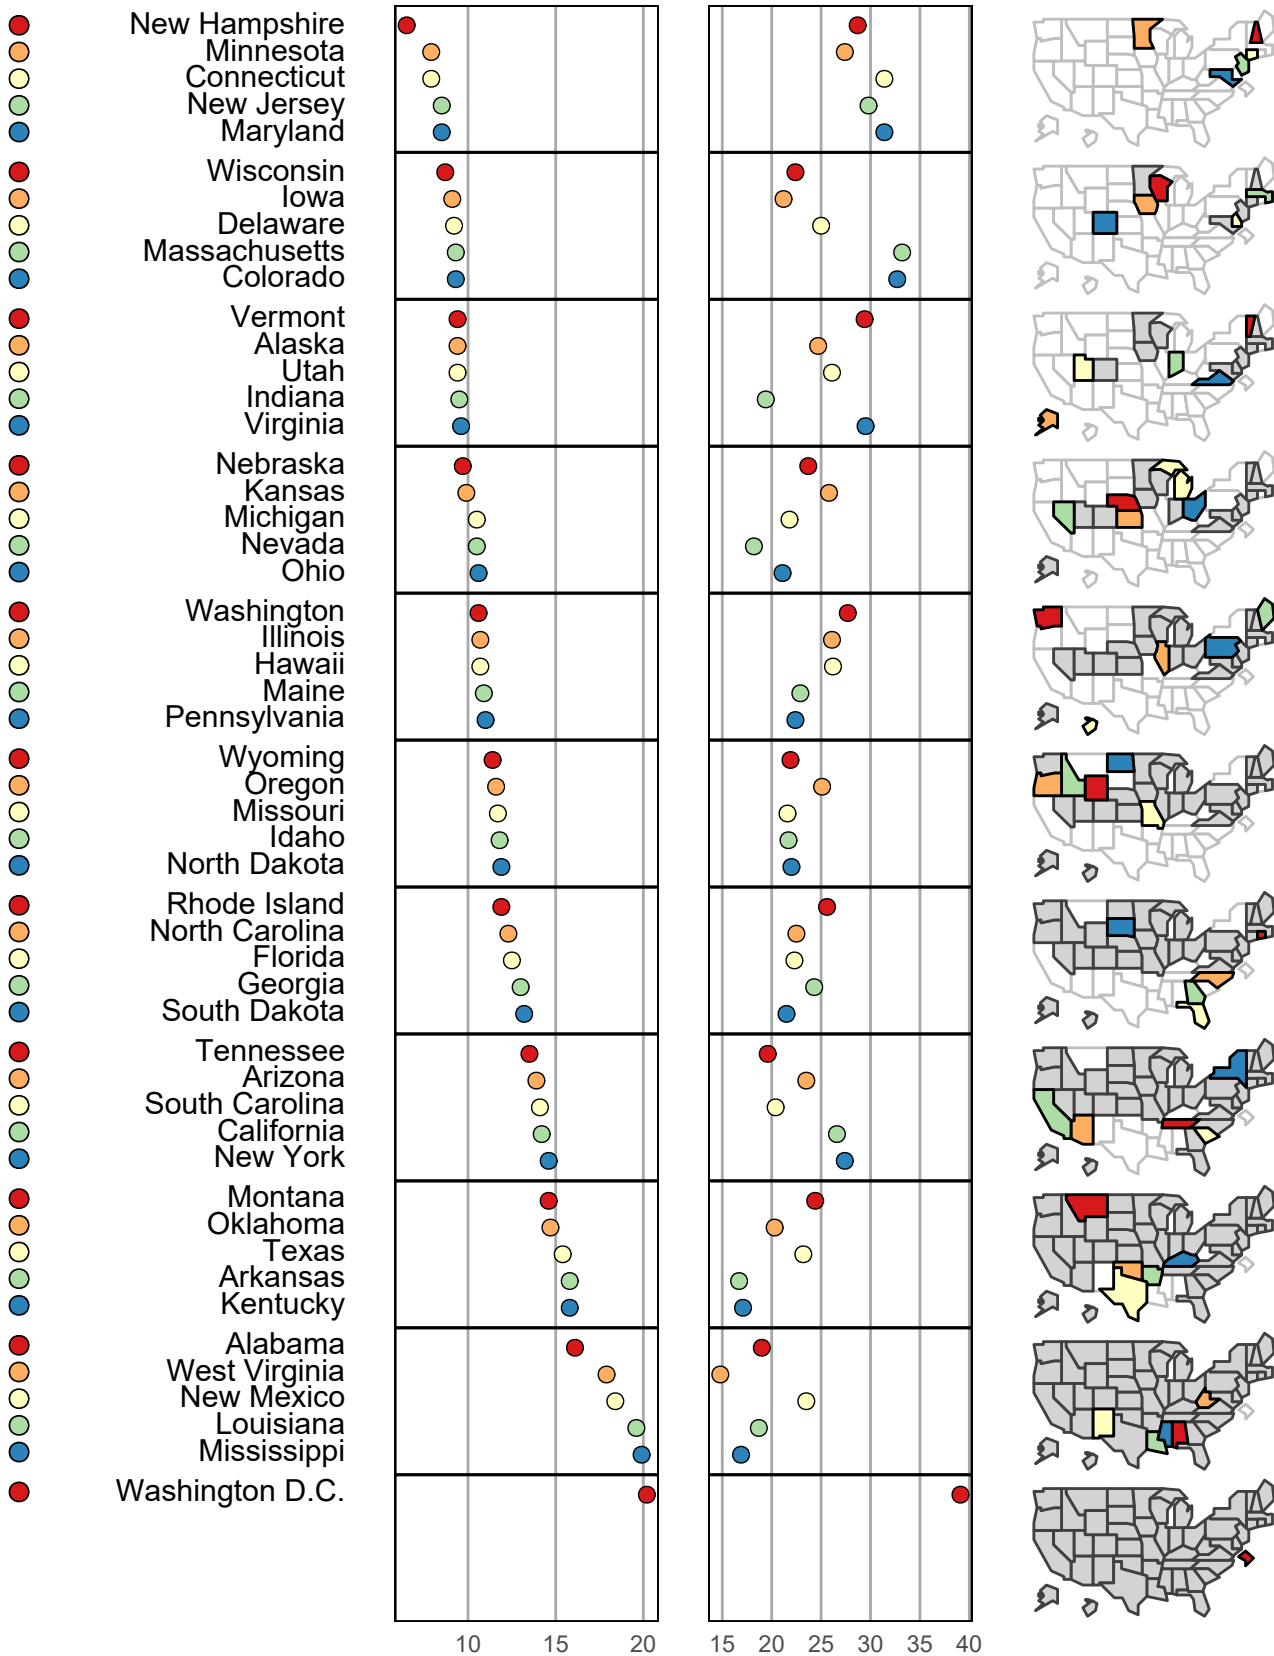 New Hampshire
Minnesota
Connecticut
New Jersey
Maryland
Wisconsin
Iowa
Delaware
Massachusetts
Colorado
Vermont
Alaska
Utah
Indiana
Virginia
Nebraska
Kansas
Michigan
Nevada
Ohio
Washington
Illinois
Hawaii
Maine
Pennsylvania
Wyoming
Oregon
Missouri
Idaho
North Dakota
Rhode Island
North Carolina
Florida
Georgia
South Dakota
Tennessee
Arizona
South Carolina
California
New York
Montana
Oklahoma
Texas
Arkansas
Kentucky
Alabama
West Virginia
New Mexico
Louisiana
Mississippi
Washington D.C.
10 15 20 15 20 25 30 35 40